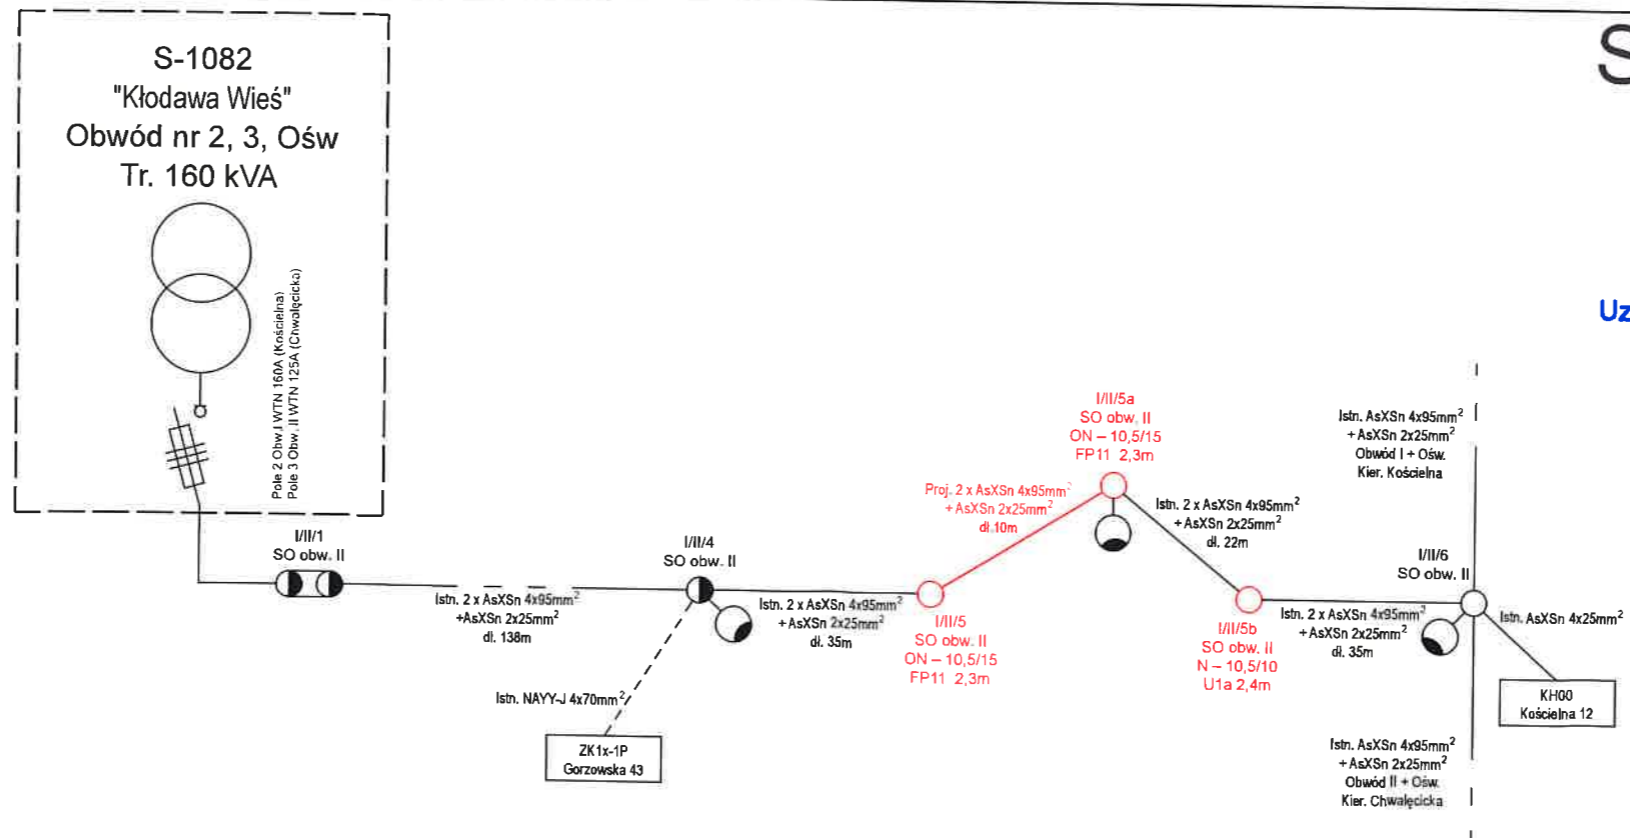 S-1082
"Kłodawa Wieś"
Obwód nr 2, 3, Ośw
Tr. 160 kVA
Pole 2 Obw.I WTN 160A (Kościelna)
Pole 3 Obw. II WTN 125A (Chwalęcicka)
S
Uz
I/II/1
SO obw. II
Istn. 2 x AsXSn 4x95mm²
+AsXSn 2x25mm²
dł. 138m
I/II/4
SO obw. II
Istn. NAYY-J 4x70mm²
ZK1x-1P
Gorzowska 43
Istn. 2 x AsXSn 4x95mm²
+AsXSn 2x25mm²
dł. 35m
I/II/5
SO obw. II
ON – 10,5/15
FP11 2,3m
Proj. 2 x AsXSn 4x95mm²
+AsXSn 2x25mm²
dł.10m
I/II/5a
SO obw. II
ON – 10,5/15
FP11 2,3m
Istn. 2 x AsXSn 4x95mm²
+AsXSn 2x25mm²
dł. 22m
I/II/5b
SO obw. II
N – 10,5/10
U1a 2,4m
Istn. 2 x AsXSn 4x95mm²
+AsXSn 2x25mm²
dł. 35m
Istn. AsXSn 4x95mm²
+AsXSn 2x25mm²
Obwód I + Ośw.
Kier. Kościelna
I/II/6
SO obw. II
Istn. AsXSn 4x25mm²
KH00
Kościelna 12
Istn. AsXSn 4x95mm²
+AsXSn 2x25mm²
Obwód II + Ośw.
Kier. Chwalęcicka